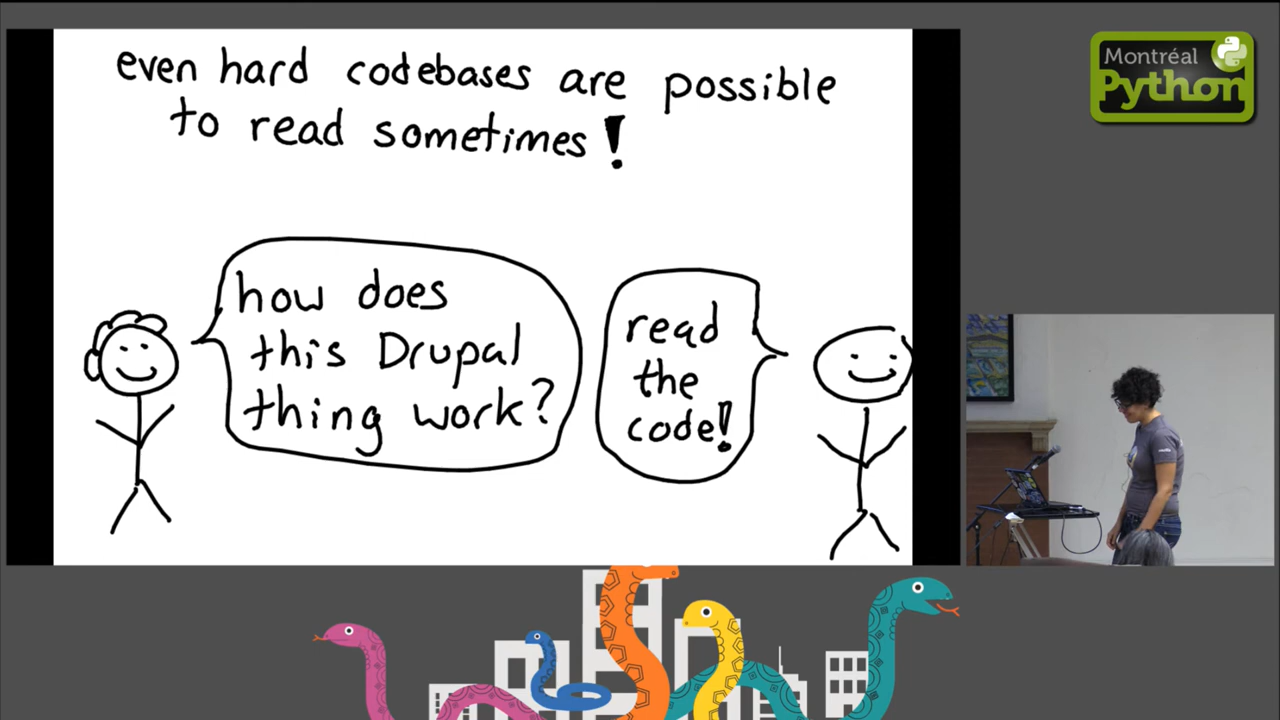 even hard codebases are possible
to read sometimes!
how does
this Drupal
thing work?
read
the
code!
Montréal
Python